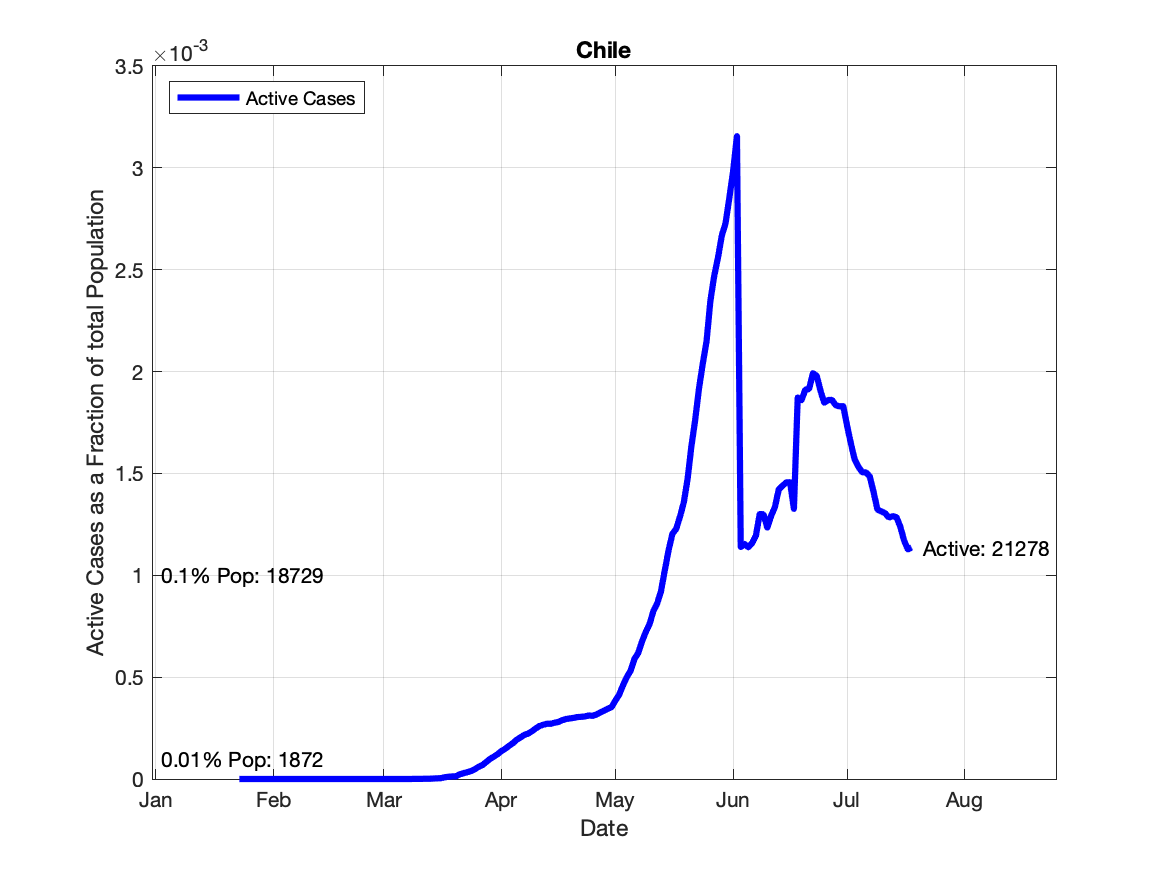 Chile
×10-3
3.5
3
2.5
2
1.5
1
0.5
0
Active Cases as a Fraction of total Population
Active Cases
0.1% Pop: 18729
0.01% Pop: 1872
Active: 21278
Jan Feb Mar Apr May Jun Jul Aug
Date